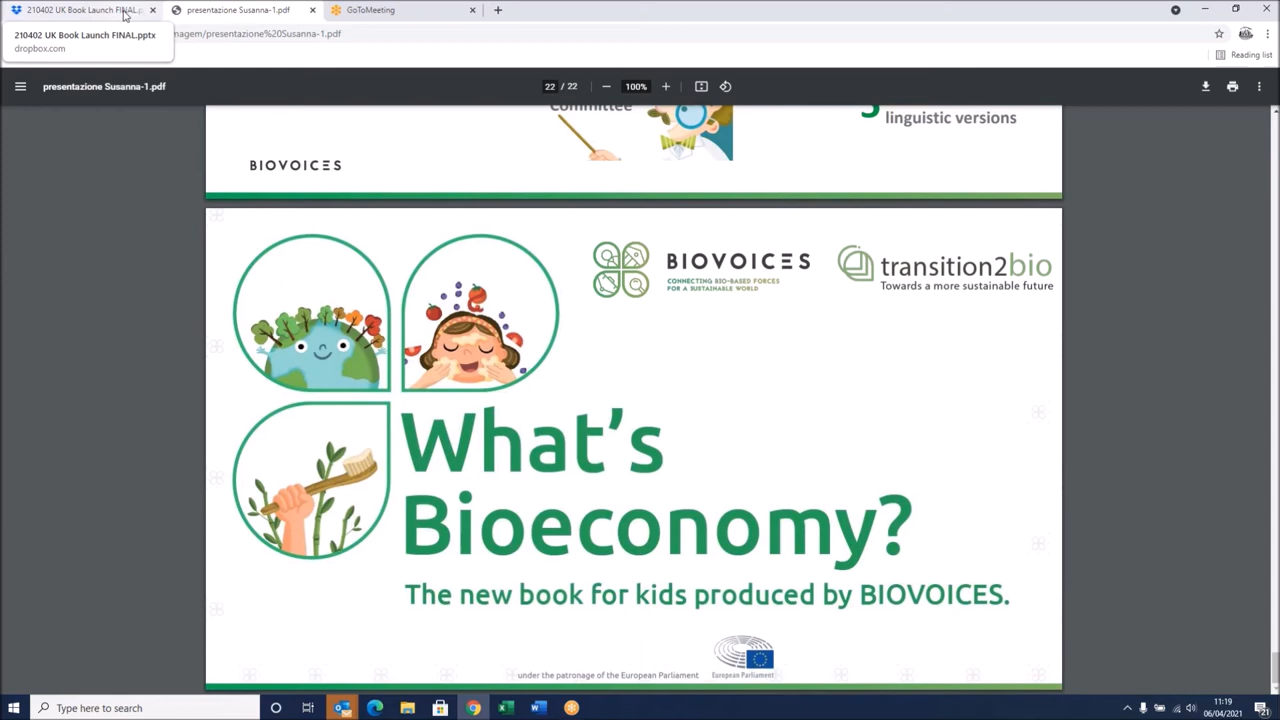 210402 UK Book Launch FINAL.p
presentazione Susanna-1.pdf
GoToMeeting
210402 UK Book Launch FINAL.pptx
dropbox.com
magem/presentazione%20Susanna-1.pdf
Reading list
presentazione Susanna-1.pdf
22 / 22
100%
Committee
linguistic versions
BIOVOICES
BIOVOICES
CONNECTING BIO-BASED FORCES
FOR A SUSTAINABLE WORLD
transition2bio
Towards a more sustainable future
What's
Bioeconomy?
The new book for kids produced by BIOVOICES.
under the patronage of the European Parliament
European Parliament
Type here to search
11:19
06/04/2021
21